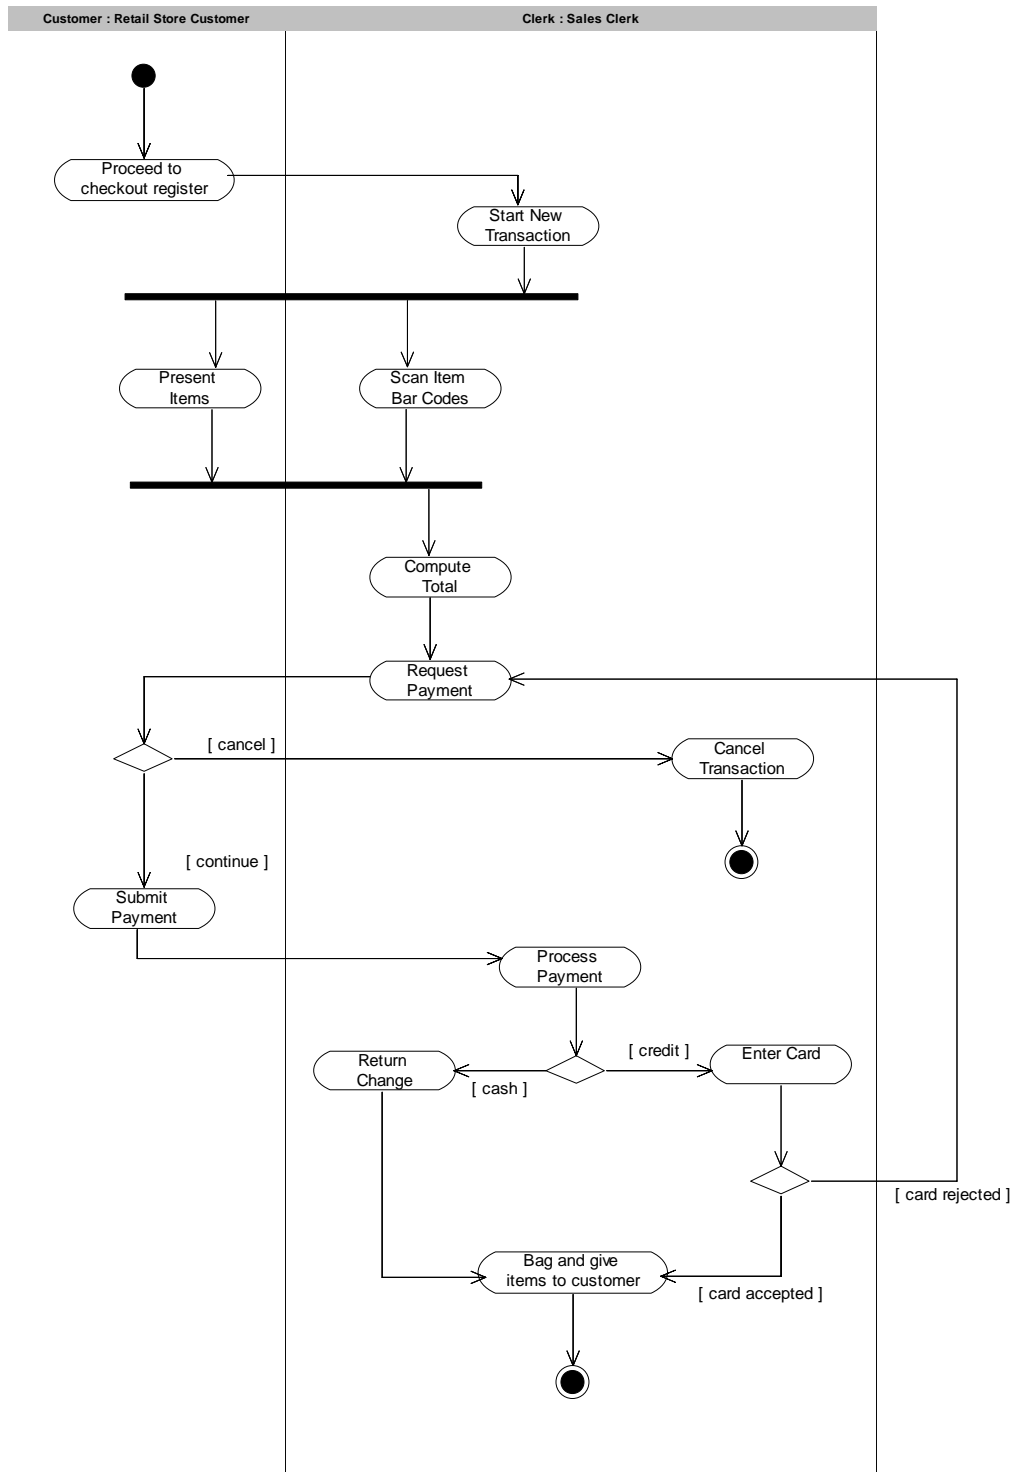 Customer : Retail Store Customer
Clerk : Sales Clerk
Proceed to
checkout register
Start New
Transaction
Present
Items
Scan Item
Bar Codes
Compute
Total
Request
Payment
[ cancel ]
Cancel
Transaction
[ continue ]
Submit
Payment
Process
Payment
Return
Change
[ cash ]
[ credit ]
Enter Card
[ card rejected ]
Bag and give
items to customer
[ card accepted ]